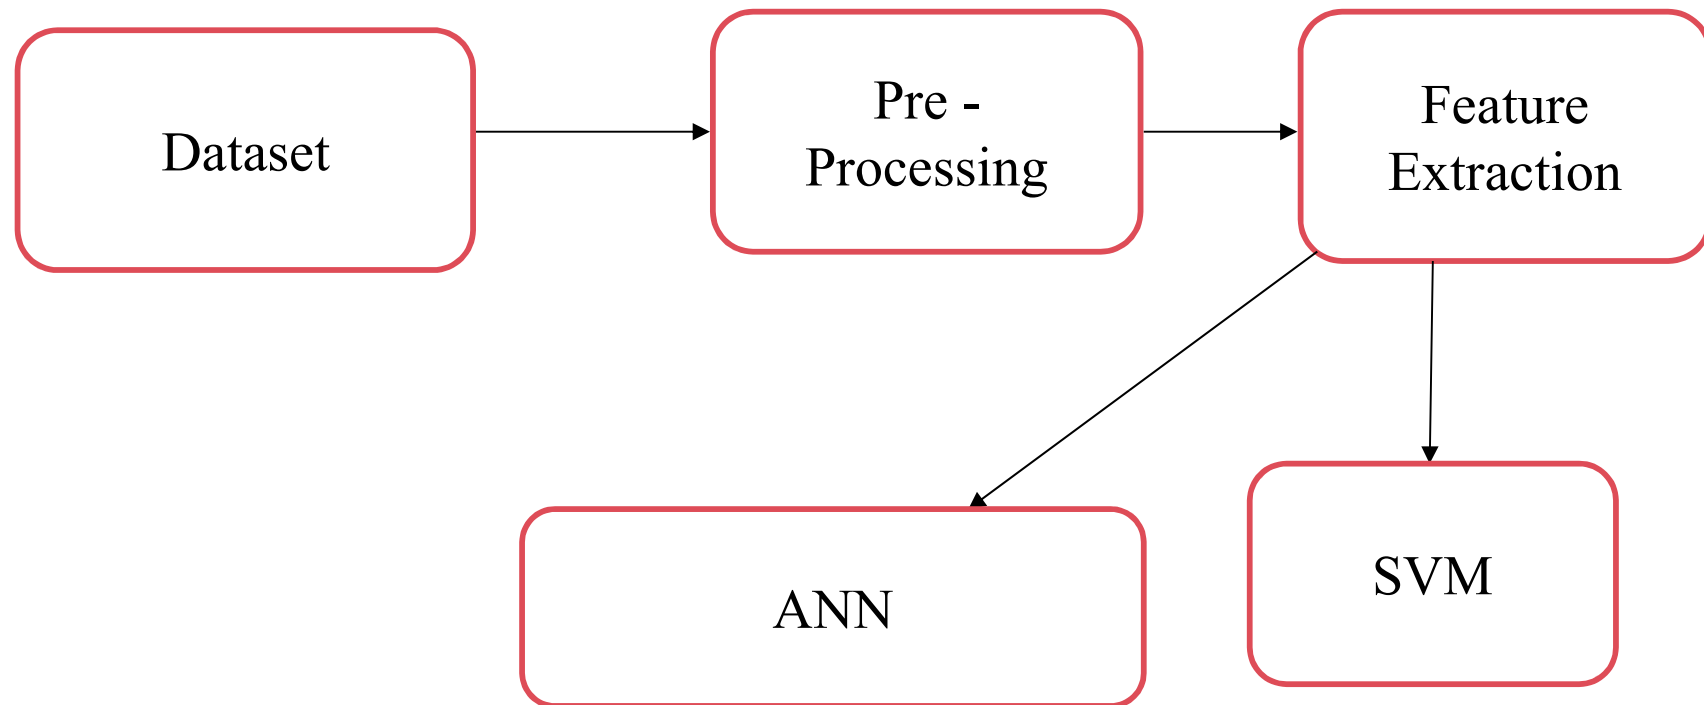 Dataset
Pre -
Processing
Feature
Extraction
ANN
SVM